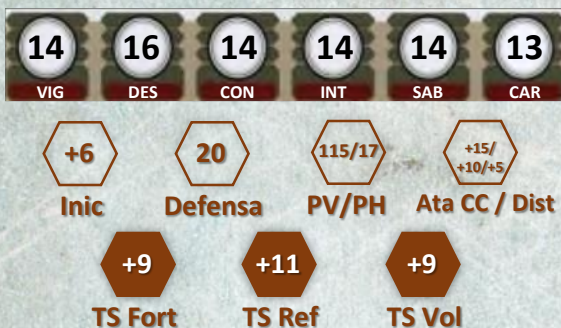 14 16 14 14 14 13
VIG DES CON INT SAB CAR
+6 20 115/17 +15/
+10/+5
Inic Defensa PV/PH Ata CC / Dist
+9 +11 +9
TS Fort TS Ref TS Vol